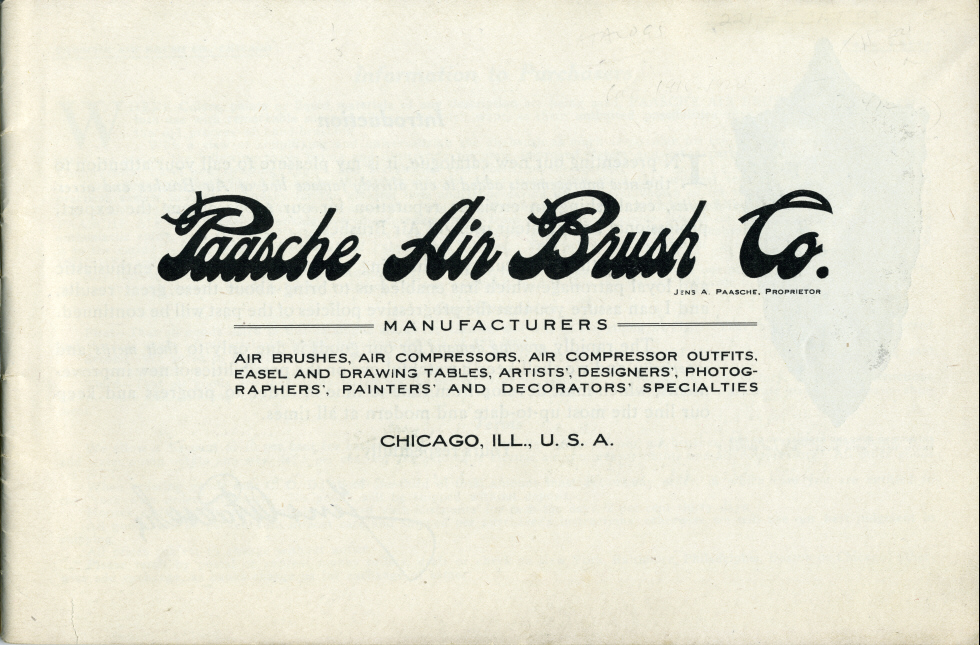 Paasche Air Brush Co.
JENS A. PAASCHE, PROPRIETOR
MANUFACTURERS
AIR BRUSHES, AIR COMPRESSORS, AIR COMPRESSOR OUTFITS,
EASEL AND DRAWING TABLES, ARTISTS', DESIGNERS', PHOTOG-
RAPHERS', PAINTERS' AND DECORATORS' SPECIALTIES
CHICAGO, ILL., U. S. A.